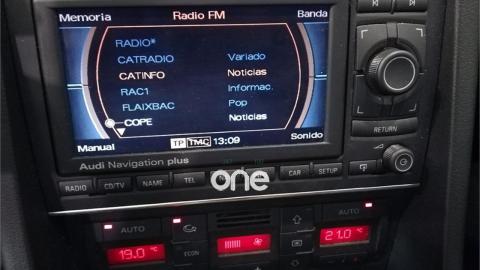 Memoria Radio FM Banda
RADIO*
CATRADIO Variado
CATINFO Noticias
RAC1 Informac.
FLAIXBAC Pop
COPE Noticias
Manual TP TMC 13:09 Sonido
Audi Navigation plus
RETURN
RADIO CD/TV NAME TEL CAR SETUP
one
AUTO AUTO
19.0 °C 21.0 °C
ECON